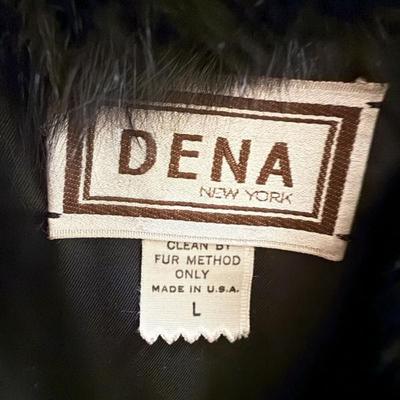 DENA
NEW YORK
CLEAN BY
FUR METHOD
ONLY
MADE IN U.S.A.
L